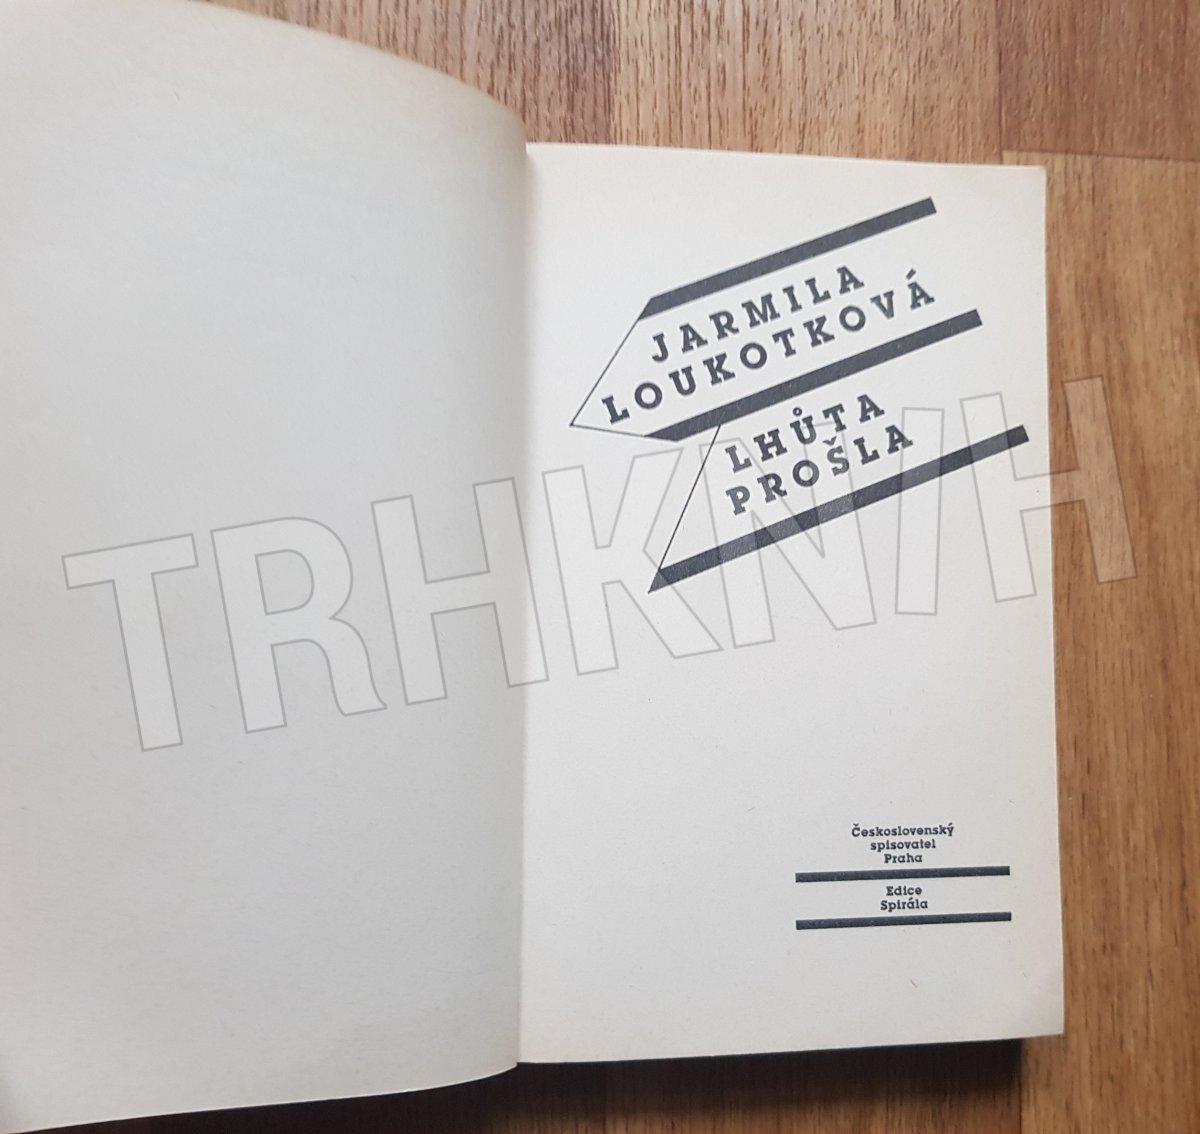 JARMILA
LOUKOTKOVÁ
LHŮTA
PROŠLA
TRHKNIH
Československý
spisovatel
Praha
Edice
Spirála